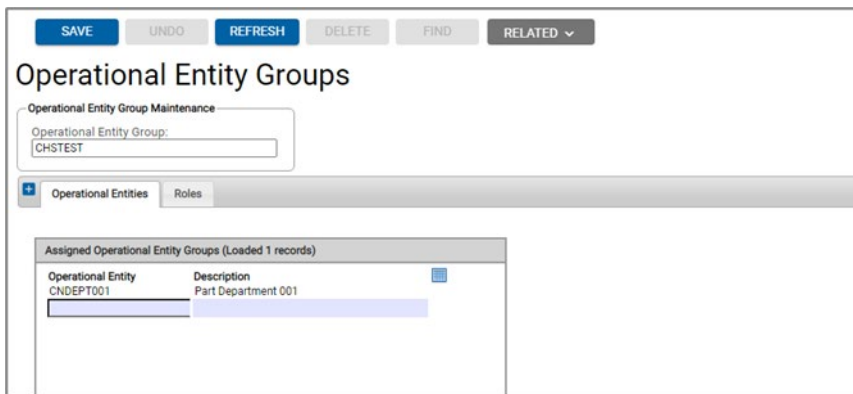 SAVE UNDO REFRESH DELETE FIND RELATED
Operational Entity Groups
Operational Entity Group Maintenance
Operational Entity Group:
CHSTEST
Operational Entities Roles
Assigned Operational Entity Groups (Loaded 1 records)
Operational Entity Description
CNDEPT001 Part Department 001